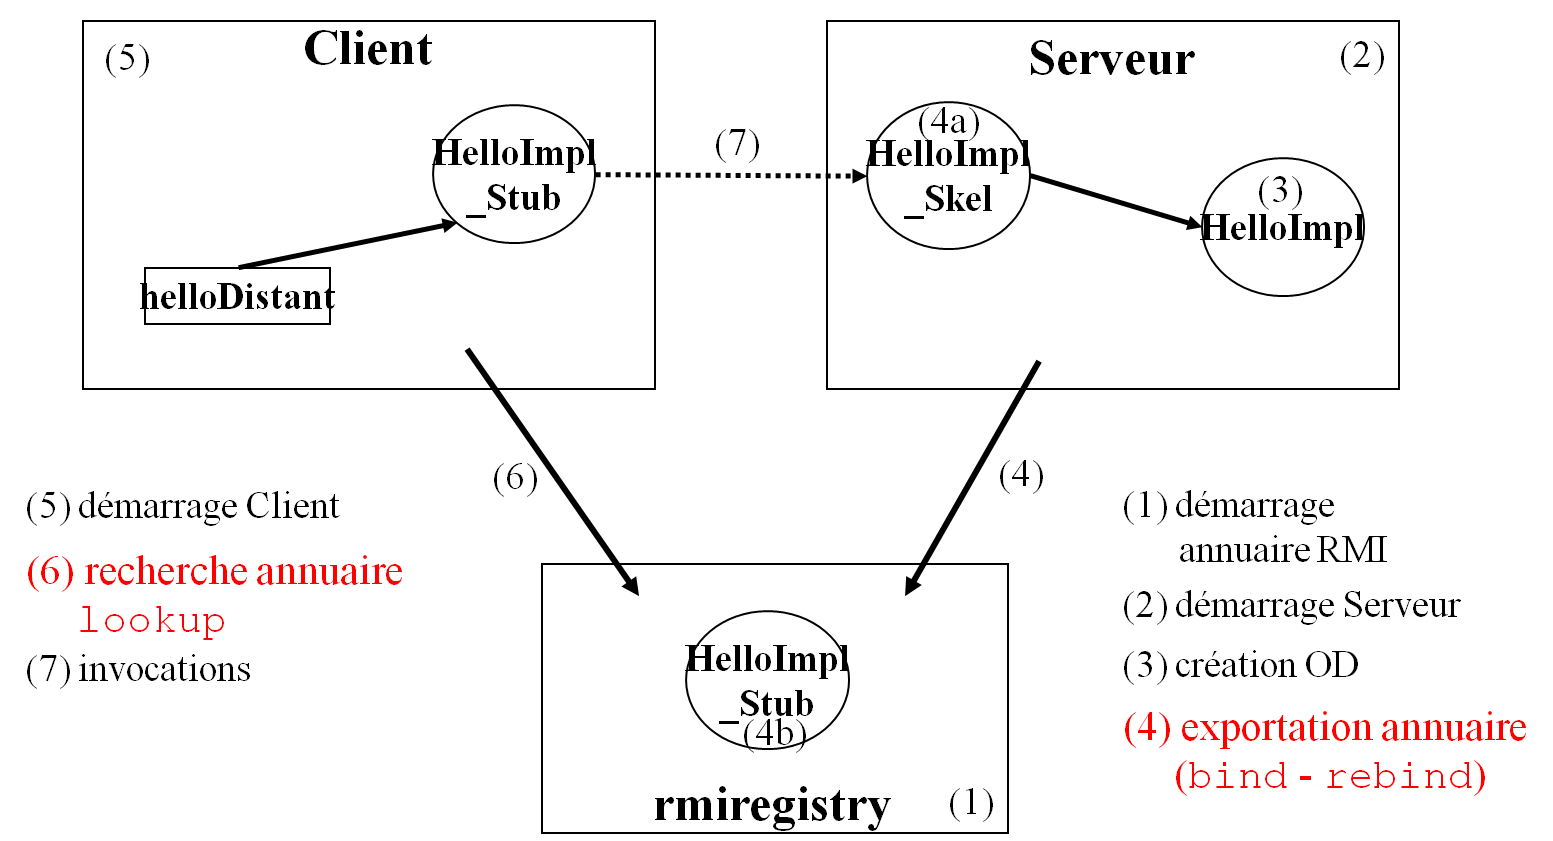 Client
(5)
HelloImpl
_Stub
helloDistant
(7)
Serveur
(2)
(4a)
HelloImpl
_Skel
(3)
HelloImpl
(6)
(4)
(5) démarrage Client
(6) recherche annuaire
lookup
(7) invocations
(1) démarrage
annuaire RMI
(2) démarrage Serveur
(3) création OD
(4) exportation annuaire
(bind - rebind)
HelloImpl
_Stub
(4b)
rmiregistry
(1)